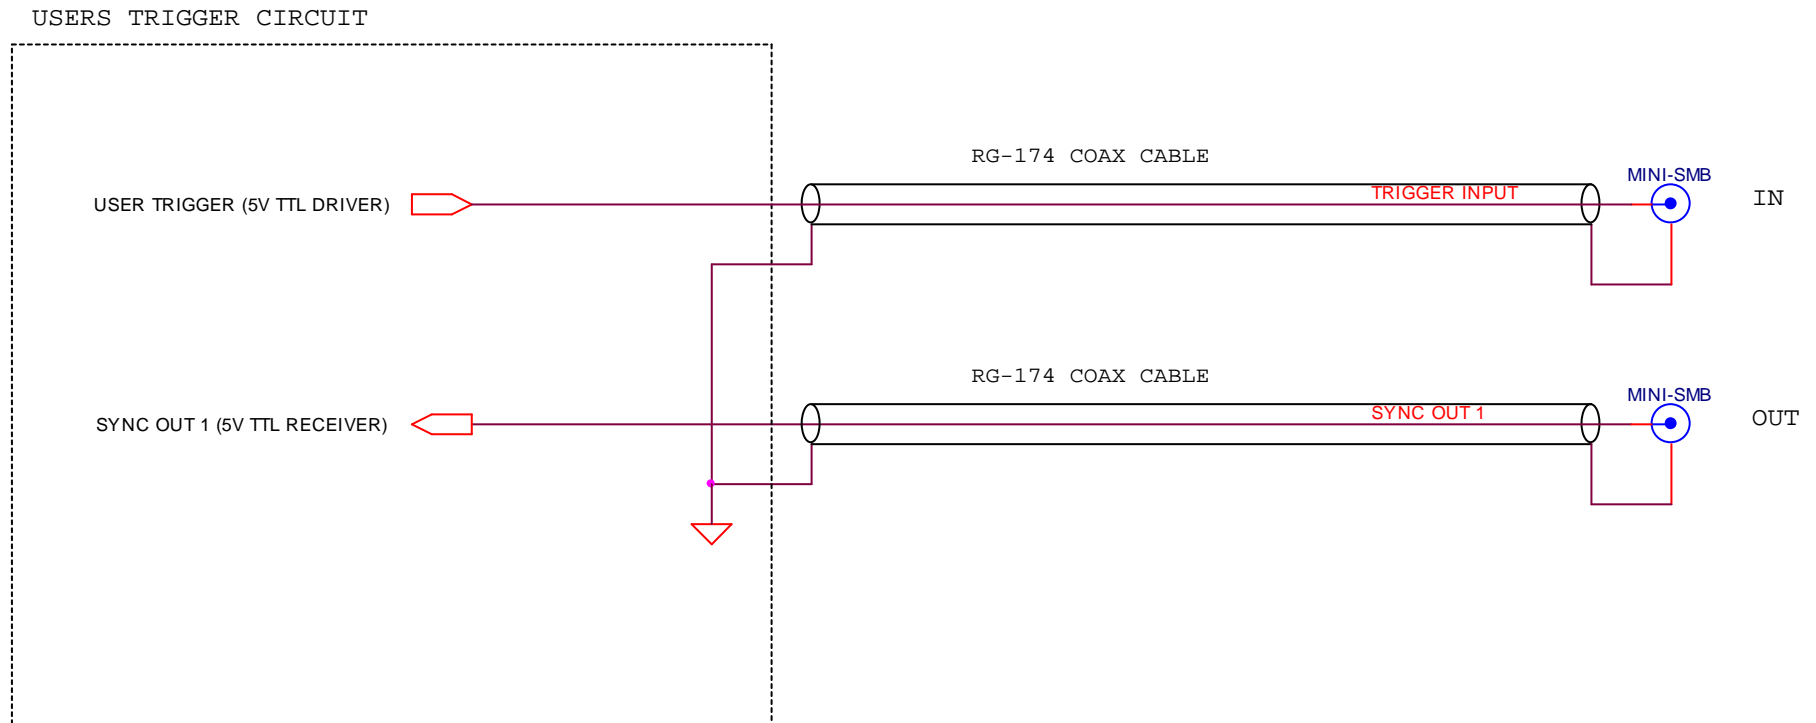 USERS TRIGGER CIRCUIT
RG-174 COAX CABLE
MINI-SMB
USER TRIGGER (5V TTL DRIVER)
TRIGGER INPUT
IN
RG-174 COAX CABLE
MINI-SMB
SYNC OUT 1 (5V TTL RECEIVER)
SYNC OUT 1
OUT